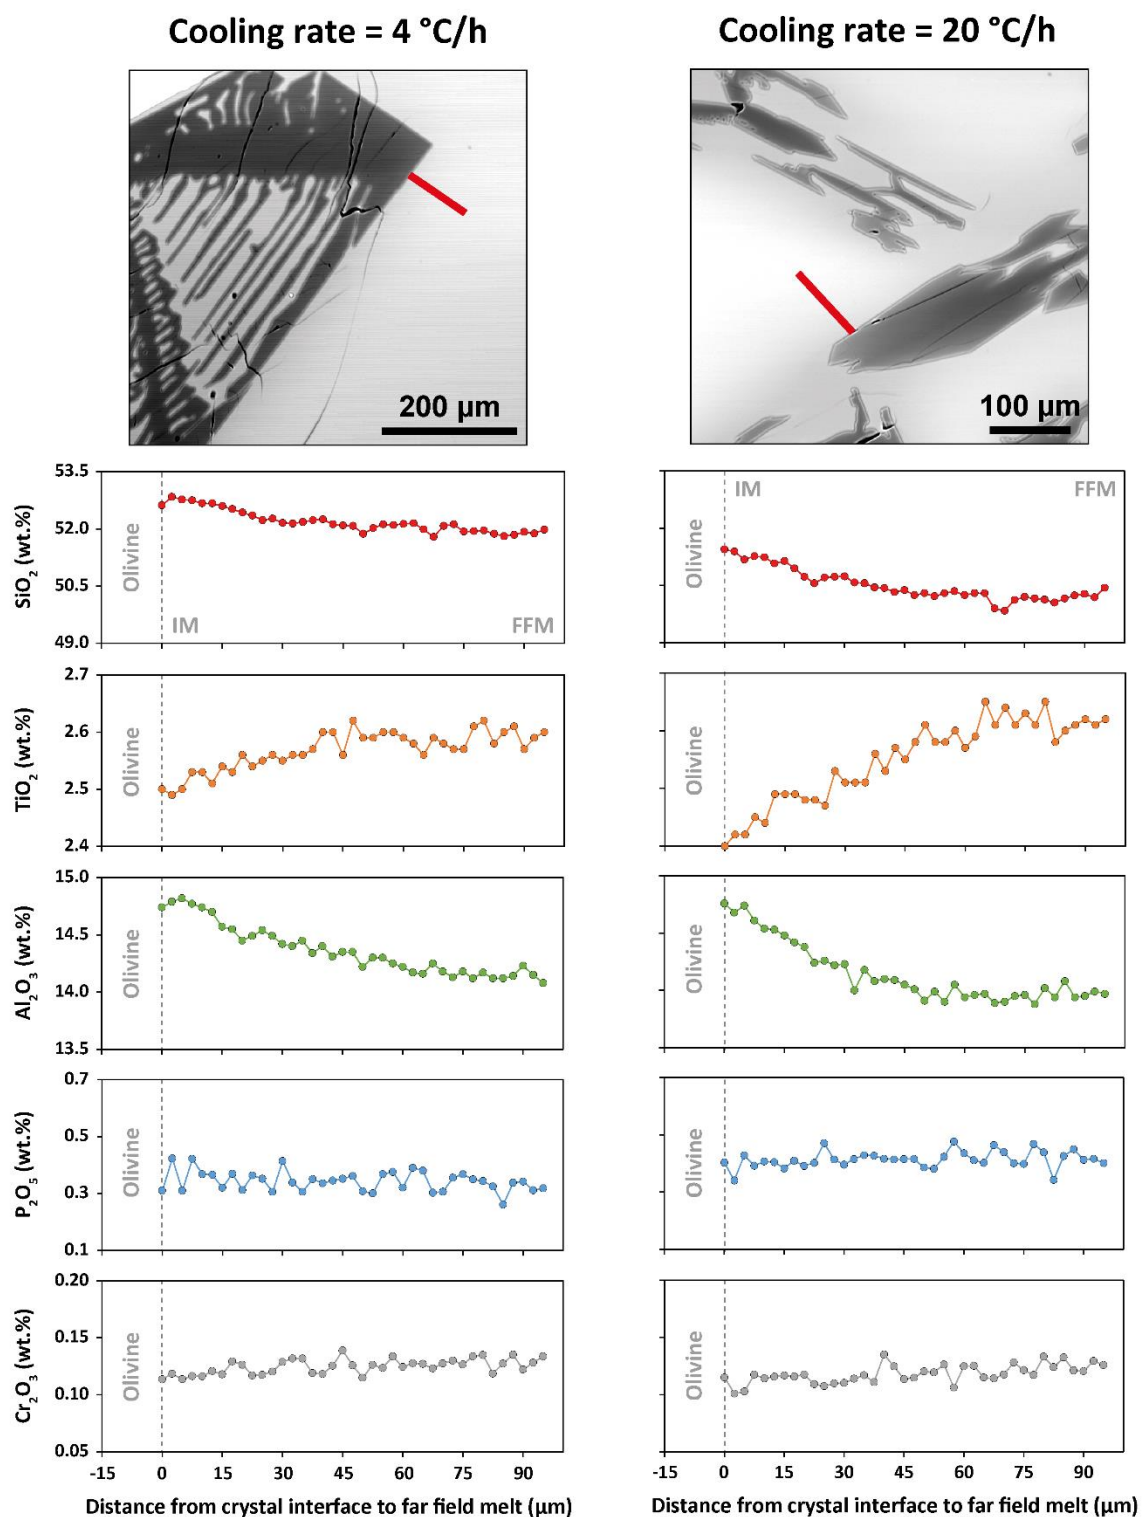 Cooling rate = 4 °C/h
Cooling rate = 20 °C/h
200 µm
100 µm
53.5
52.0
50.5
49.0
SiO₂ (wt.%)
Olivine
IM
FFM
Olivine
IM
FFM
2.7
2.6
2.5
2.4
TiO₂ (wt.%)
Olivine
Olivine
15.0
14.5
14.0
13.5
Al₂O₃ (wt.%)
Olivine
Olivine
0.7
0.5
0.3
0.1
P₂O₅ (wt.%)
Olivine
Olivine
0.20
0.15
0.10
0.05
Cr₂O₃ (wt.%)
Olivine
Olivine
-15 0 15 30 45 60 75 90
-15 0 15 30 45 60 75 90
Distance from crystal interface to far field melt (µm)
Distance from crystal interface to far field melt (µm)